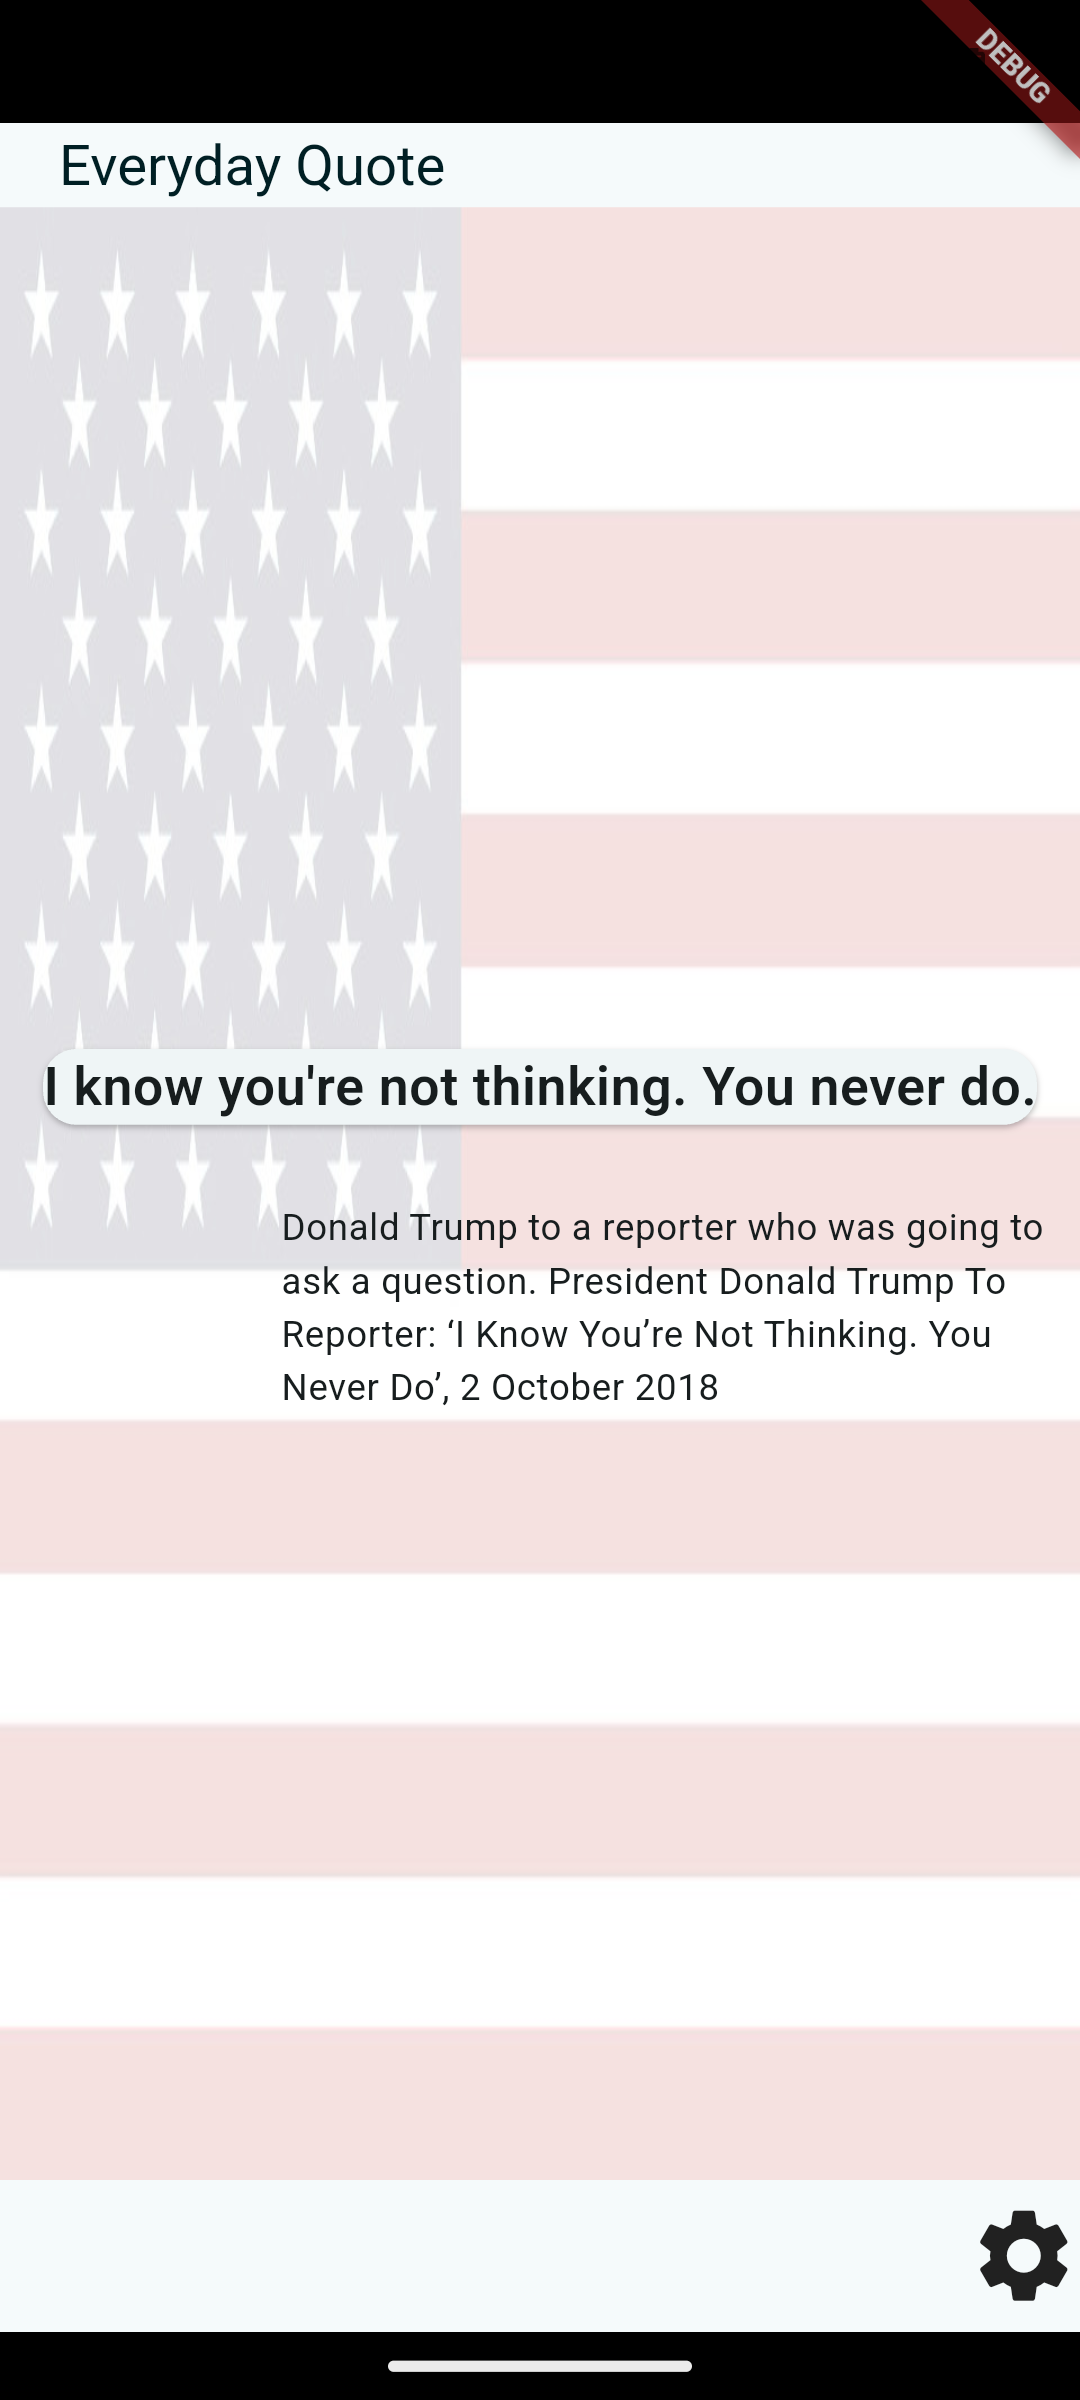 DEBUG
Everyday Quote
I know you're not thinking. You never do.
Donald Trump to a reporter who was going to
ask a question. President Donald Trump To
Reporter: ‘I Know You’re Not Thinking. You
Never Do’, 2 October 2018